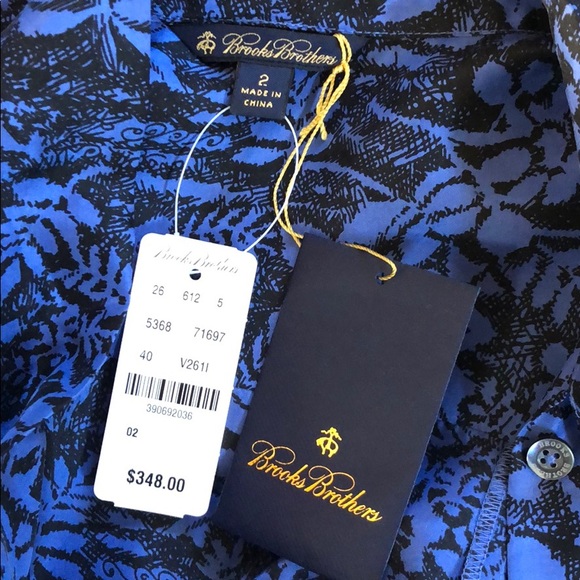 Brooks Brothers
2
MADE IN
CHINA
Brooks Brothers
26 612 5
5368 71697
40 V261I
390692036
02
$348.00
Brooks Brothers
BROOKS
BROTHERS